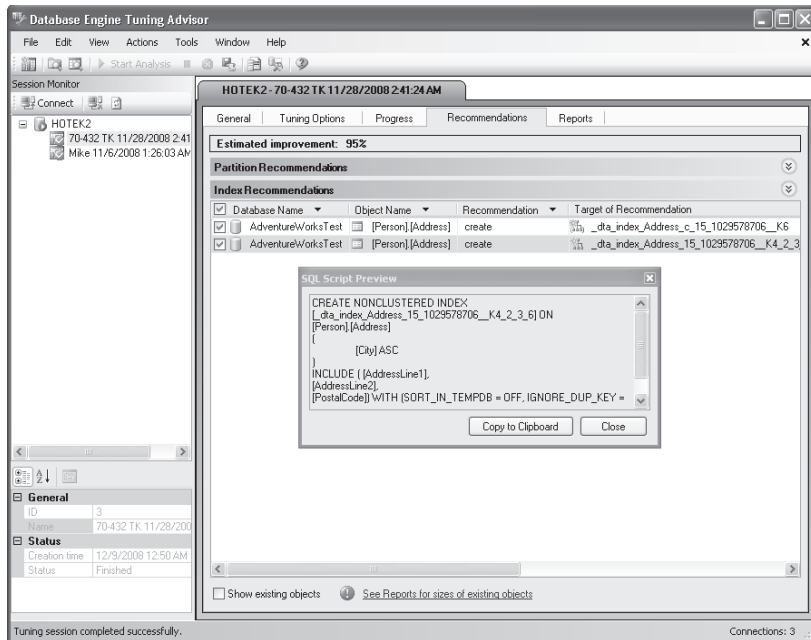 Database Engine Tuning Advisor
File Edit View Actions Tools Window Help
Start Analysis
Session Monitor
Connect
HOTEK2
70-432 TK 11/28/2008 2:41
Mike 11/6/2008 1:26:03 AM
General
ID 3
Name 70-432 TK 11/28/200
Status
Creation time 12/9/2008 12:50 AM
Status Finished
HOTEK2 - 70-432 TK 11/28/2008 2:41:24 AM
General Tuning Options Progress Recommendations Reports
Estimated improvement: 95%
Partition Recommendations
Index Recommendations
Database Name Object Name Recommendation Target of Recommendation
AdventureWorksTest [Person].[Address] create _dta_index_Address_c_15_1029578706__K6
AdventureWorksTest [Person].[Address] create _dta_index_Address_15_1029578706__K4_2_3
SQL Script Preview
CREATE NONCLUSTERED INDEX
[_dta_index_Address_15_1029578706__K4_2_3_6] ON
[Person].[Address]
(
[City] ASC
)
INCLUDE ( [AddressLine1],
[AddressLine2],
[PostalCode]) WITH (SORT_IN_TEMPDB = OFF, IGNORE_DUP_KEY =
Copy to Clipboard Close
Show existing objects See Reports for sizes of existing objects
Tuning session completed successfully. Connections: 3